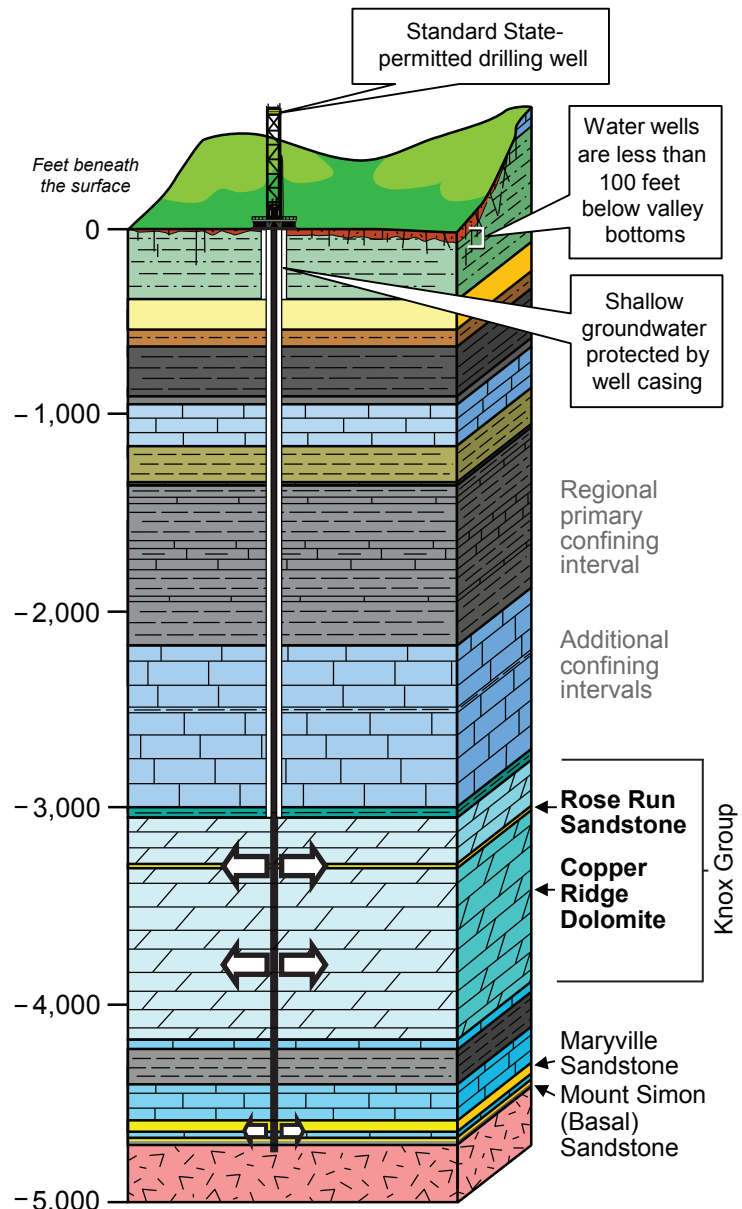 Standard State-
permitted drilling well
Feet beneath
the surface
Water wells
are less than
100 feet
below valley
bottoms
0
Shallow
groundwater
protected by
well casing
–1,000
Regional
primary
confining
interval
–2,000
Additional
confining
intervals
–3,000
Rose Run
Sandstone
Copper
Ridge
Dolomite
Knox Group
–4,000
Maryville
Sandstone
Mount Simon
(Basal)
Sandstone
–5,000